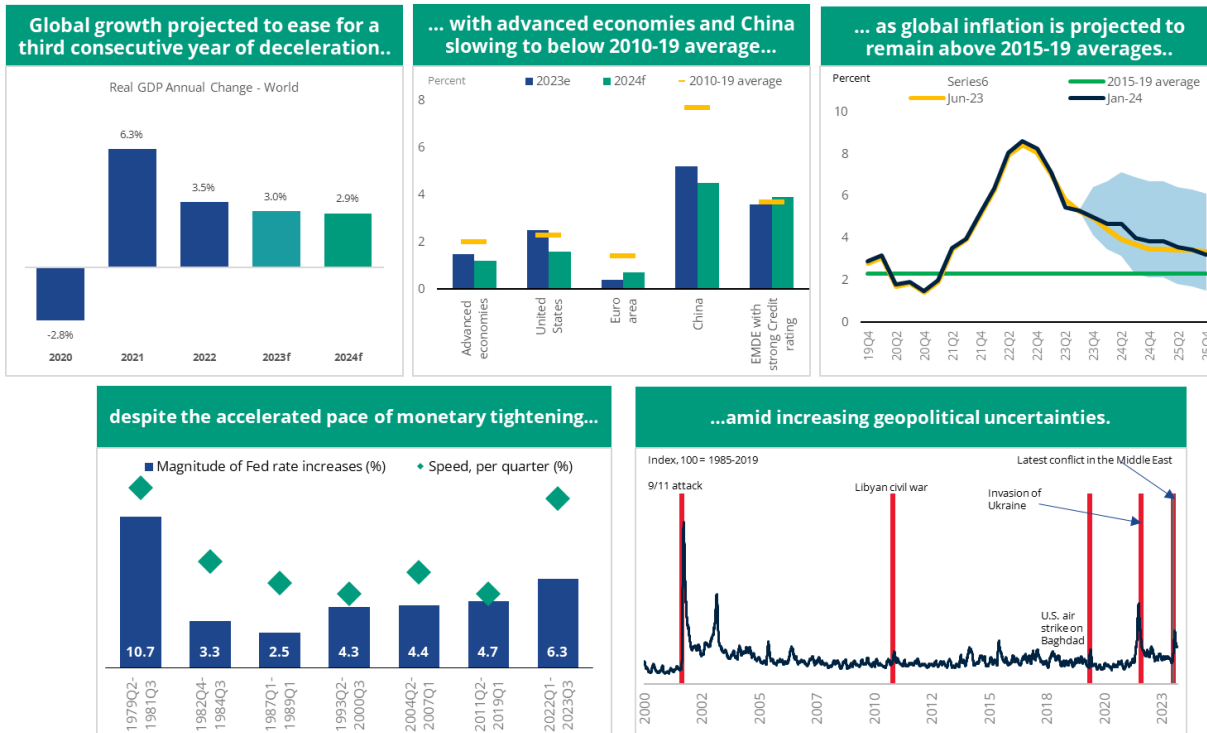 Global growth projected to ease for a
third consecutive year of deceleration..
Real GDP Annual Change - World
6.3%
3.5%
3.0%
2.9%
-2.8%
2020
2021
2022
2023f
2024f
... with advanced economies and China
slowing to below 2010-19 average...
Percent
2023e
2024f
2010-19 average
8
6
4
2
0
Advanced
economies
United
States
Euro
area
China
EMDE with
strong Credit
rating
... as global inflation is projected to
remain above 2015-19 averages..
Percent
Series6
2015-19 average
Jun-23
Jan-24
10
8
6
4
2
0
19Q4
20Q2
20Q4
21Q2
21Q4
22Q2
22Q4
23Q2
23Q4
24Q2
24Q4
25Q2
25Q4
despite the accelerated pace of monetary tightening...
Magnitude of Fed rate increases (%)
Speed, per quarter (%)
10.7
3.3
2.5
4.3
4.4
4.7
6.3
1979Q2-
1981Q3
1982Q4-
1984Q3
1987Q1-
1989Q1
1993Q2-
2000Q3
2004Q2-
2007Q1
2011Q2-
2019Q1
2022Q1-
2023Q3
...amid increasing geopolitical uncertainties.
Index, 100 = 1985-2019
Latest conflict in the Middle East
9/11 attack
Libyan civil war
Invasion of
Ukraine
U.S. air
strike on
Baghdad
2000
2002
2005
2007
2010
2012
2015
2018
2020
2023